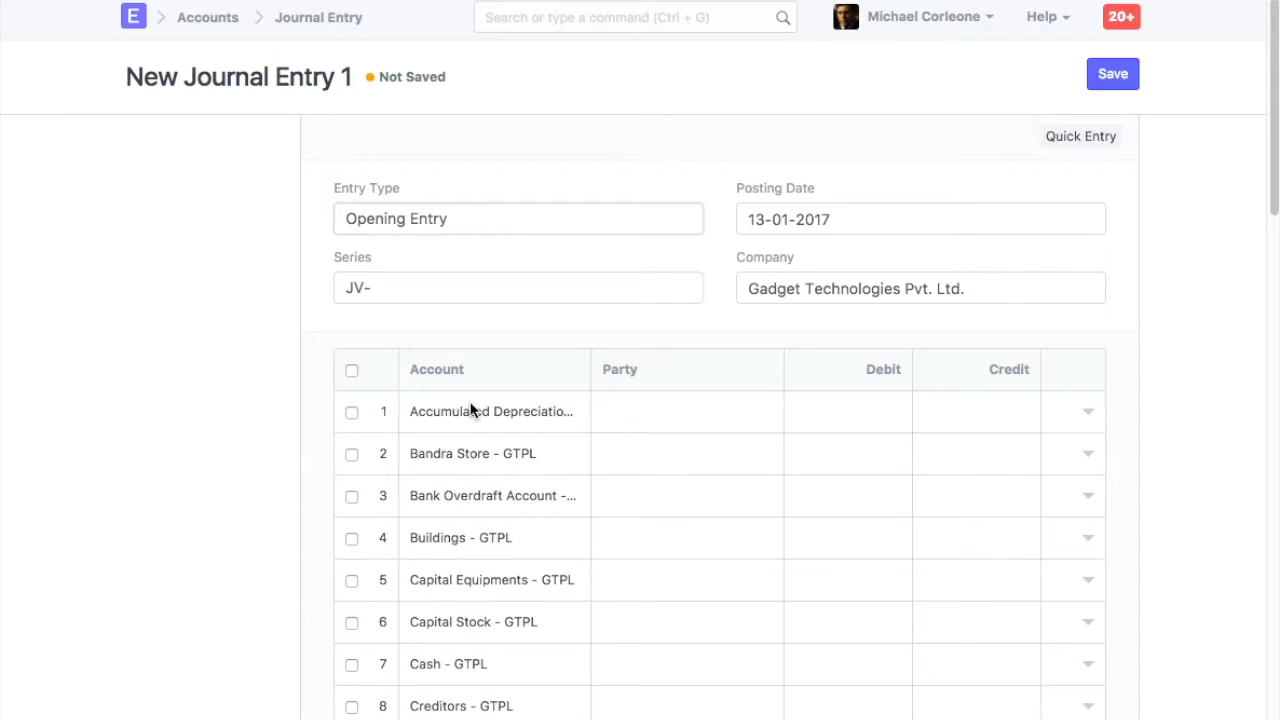 E Accounts Journal Entry Search or type a command (Ctrl + G) Michael Corleone Help 20+
New Journal Entry 1 Not Saved Save
Quick Entry
Entry Type Posting Date
Opening Entry 13-01-2017
Series Company
JV- Gadget Technologies Pvt. Ltd.
Account Party Debit Credit
1 Accumulated Depreciatio...
2 Bandra Store - GTPL
3 Bank Overdraft Account -...
4 Buildings - GTPL
5 Capital Equipments - GTPL
6 Capital Stock - GTPL
7 Cash - GTPL
8 Creditors - GTPL